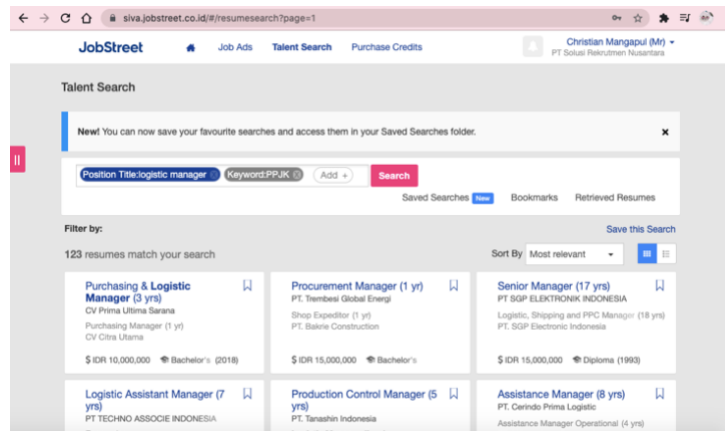 siva.jobstreet.co.id/#/resumesearch?page=1
JobStreet
Job Ads
Talent Search
Purchase Credits
Christian Mangapul (Mr)
PT Solusi Rekrutmen Nusantara
Talent Search
New! You can now save your favourite searches and access them in your Saved Searches folder.
Position Title:logistic manager
Keyword:PPJK
Add +
Search
Saved Searches New
Bookmarks
Retrieved Resumes
Filter by:
Save this Search
123 resumes match your search
Sort By Most relevant
Purchasing & Logistic
Manager (3 yrs)
CV Prima Ultima Sarana
Purchasing Manager (1 yr)
CV Citra Utama
$ IDR 10,000,000 Bachelor's (2018)
Procurement Manager (1 yr)
PT. Trembesi Global Energi
Shop Expeditor (1 yr)
PT. Bakrie Construction
$ IDR 15,000,000 Bachelor's
Senior Manager (17 yrs)
PT SGP ELEKTRONIK INDONESIA
Logistic, Shipping and PPC Manager (18 yrs)
PT. SGP Electronic Indonesia
$ IDR 15,000,000 Diploma (1993)
Logistic Assistant Manager (7
yrs)
PT TECHNO ASSOCIE INDONESIA
Production Control Manager (5
yrs)
PT. Tanashin Indonesia
Assistance Manager (8 yrs)
PT. Cerindo Prima Logistic
Assistance Manager Operational (4 yrs)